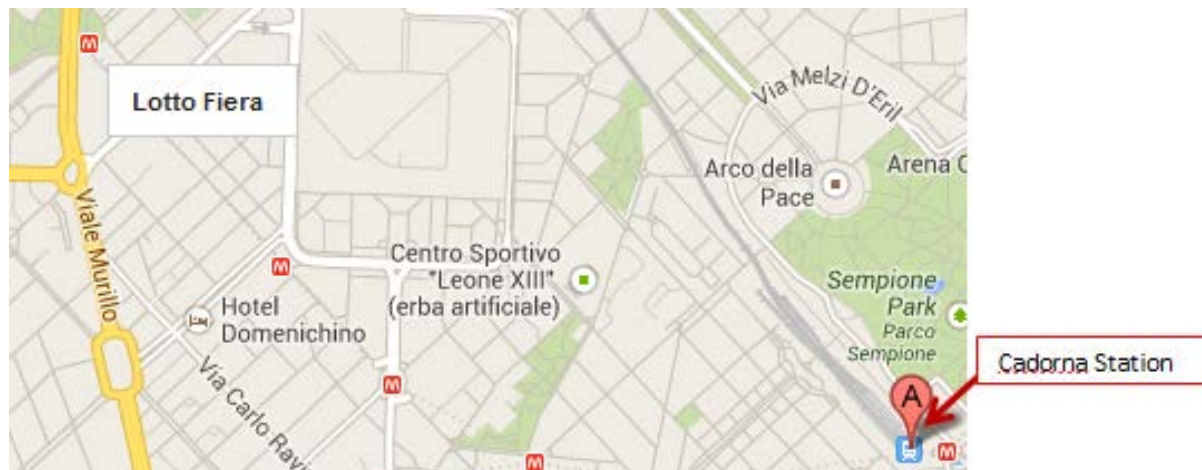 M
Lotto Fiera
Via Melzi D'Eril
Arco della
Pace
Arena C
Viale Murillo
Centro Sportivo
"Leone XIII"
(erba artificiale)
M
Sempione
Park
Parco
Sempione
Hotel
Domenichino
Cadorna Station
M
Via Carlo Ravi
A
M
M